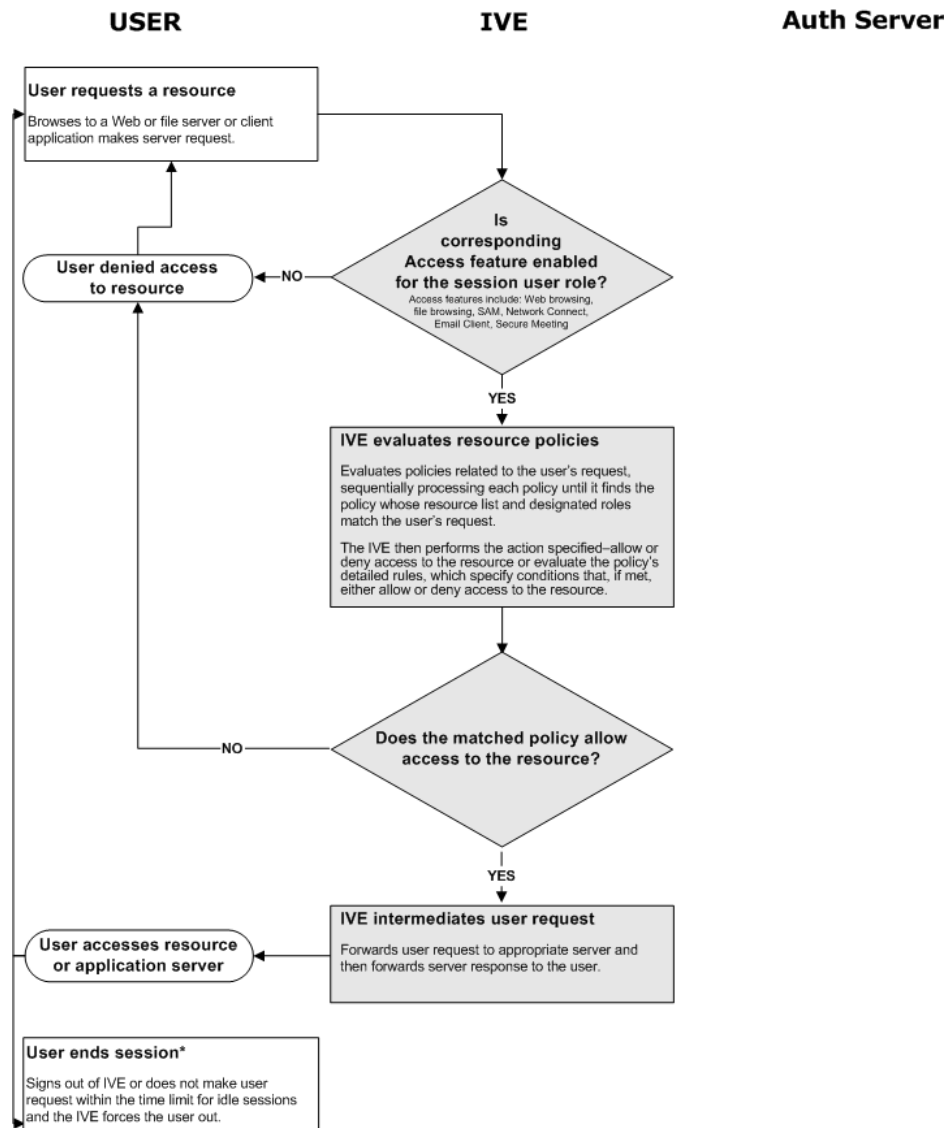 USER
IVE
Auth Server
User requests a resource
Browses to a Web or file server or client
application makes server request.
Is
corresponding
Access feature enabled
for the session user role?
Access features include: Web browsing,
file browsing, SAM, Network Connect,
Email Client, Secure Meeting
NO
User denied access
to resource
YES
IVE evaluates resource policies
Evaluates policies related to the user's request,
sequentially processing each policy until it finds the
policy whose resource list and designated roles
match the user's request.
The IVE then performs the action specified–allow or
deny access to the resource or evaluate the policy's
detailed rules, which specify conditions that, if met,
either allow or deny access to the resource.
Does the matched policy allow
access to the resource?
NO
YES
IVE intermediates user request
Forwards user request to appropriate server and
then forwards server response to the user.
User accesses resource
or application server
User ends session*
Signs out of IVE or does not make user
request within the time limit for idle sessions
and the IVE forces the user out.